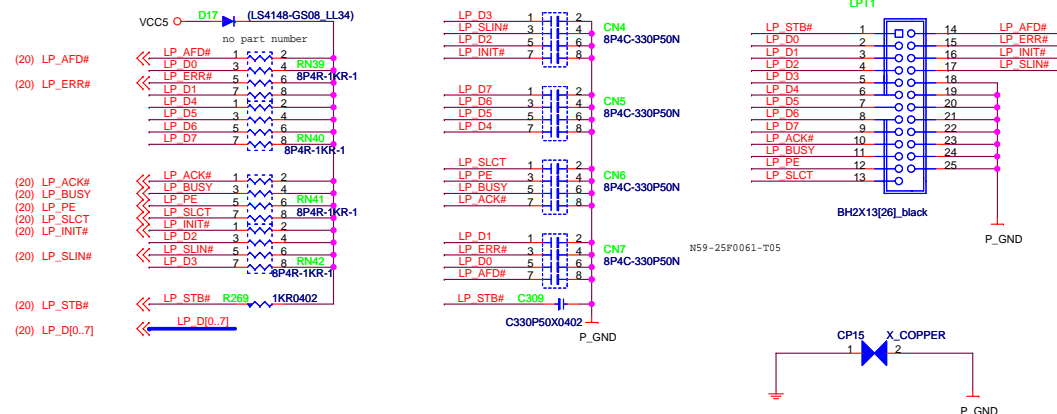 VCC5 D17 (LS4148-GS08_LL34)
no part number
(20) LP_AFD# LP_AFD# 1 2
LP_D0 3 4 RN39
(20) LP_ERR# LP_ERR# 5 6 8P4R-1KR-1
LP_D1 7 8
LP_D4 1 2
LP_D5 3 4
LP_D6 5 6
LP_D7 7 8 RN40
8P4R-1KR-1
(20) LP_ACK# LP_ACK# 1 2
(20) LP_BUSY LP_BUSY 3 4
(20) LP_PE LP_PE 5 6 RN41
(20) LP_SLCT LP_SLCT 7 8 8P4R-1KR-1
(20) LP_INIT# LP_INIT# 1 2
LP_D2 3 4
(20) LP_SLIN# LP_SLIN# 5 6
LP_D3 7 8 RN42
8P4R-1KR-1
(20) LP_STB# LP_STB# R269 1KR0402
(20) LP_D[0..7] LP_D[0..7]
LP_D3 1 2
LP_SLIN# 3 4 CN4
LP_D2 5 6 8P4C-330P50N
LP_INIT# 7 8
LP_D7 1 2
LP_D6 3 4 CN5
LP_D5 5 6 8P4C-330P50N
LP_D4 7 8
LP_SLCT 1 2
LP_PE 3 4 CN6
LP_BUSY 5 6 8P4C-330P50N
LP_ACK# 7 8
LP_D1 1 2
LP_ERR# 3 4 CN7
LP_D0 5 6 8P4C-330P50N
LP_AFD# 7 8
LP_STB# C309
C330P50X0402
P_GND
LPT1
LP_STB# 1 14 LP_AFD#
LP_D0 2 15 LP_ERR#
LP_D1 3 16 LP_INIT#
LP_D2 4 17 LP_SLIN#
LP_D3 5 18
LP_D4 6 19
LP_D5 7 20
LP_D6 8 21
LP_D7 9 22
LP_ACK# 10 23
LP_BUSY 11 24
LP_PE 12 25
LP_SLCT 13
BH2X13[26]_black
P_GND
N59-25F0061-T05
CP15 X_COPPER
1 2
P_GND